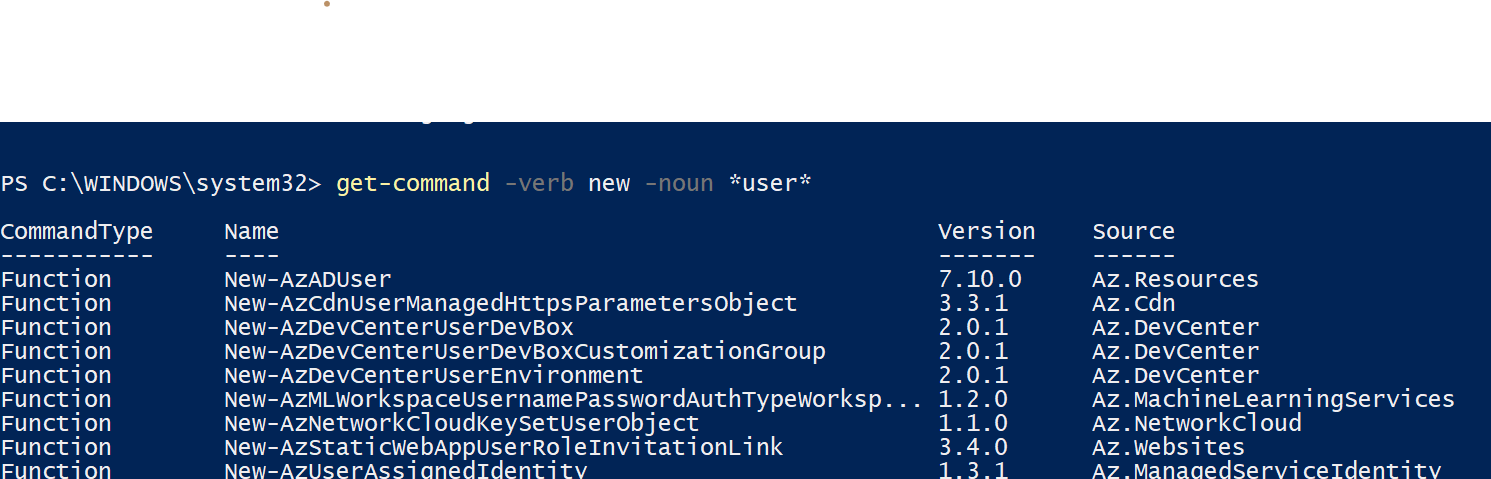 PS C:\WINDOWS\system32> get-command -verb new -noun *user*
CommandType Name Version Source
----------- ---- ------- ------
Function New-AzADUser 7.10.0 Az.Resources
Function New-AzCdnUserManagedHttpsParametersObject 3.3.1 Az.Cdn
Function New-AzDevCenterUserDevBox 2.0.1 Az.DevCenter
Function New-AzDevCenterUserDevBoxCustomizationGroup 2.0.1 Az.DevCenter
Function New-AzDevCenterUserEnvironment 2.0.1 Az.DevCenter
Function New-AzMLWorkspaceUsernamePasswordAuthTypeWorksp... 1.2.0 Az.MachineLearningServices
Function New-AzNetworkCloudKeySetUserObject 1.1.0 Az.NetworkCloud
Function New-AzStaticWebAppUserRoleInvitationLink 3.4.0 Az.Websites
Function New-AzUserAssignedIdentity 1.3.1 Az.ManagedServiceIdentity